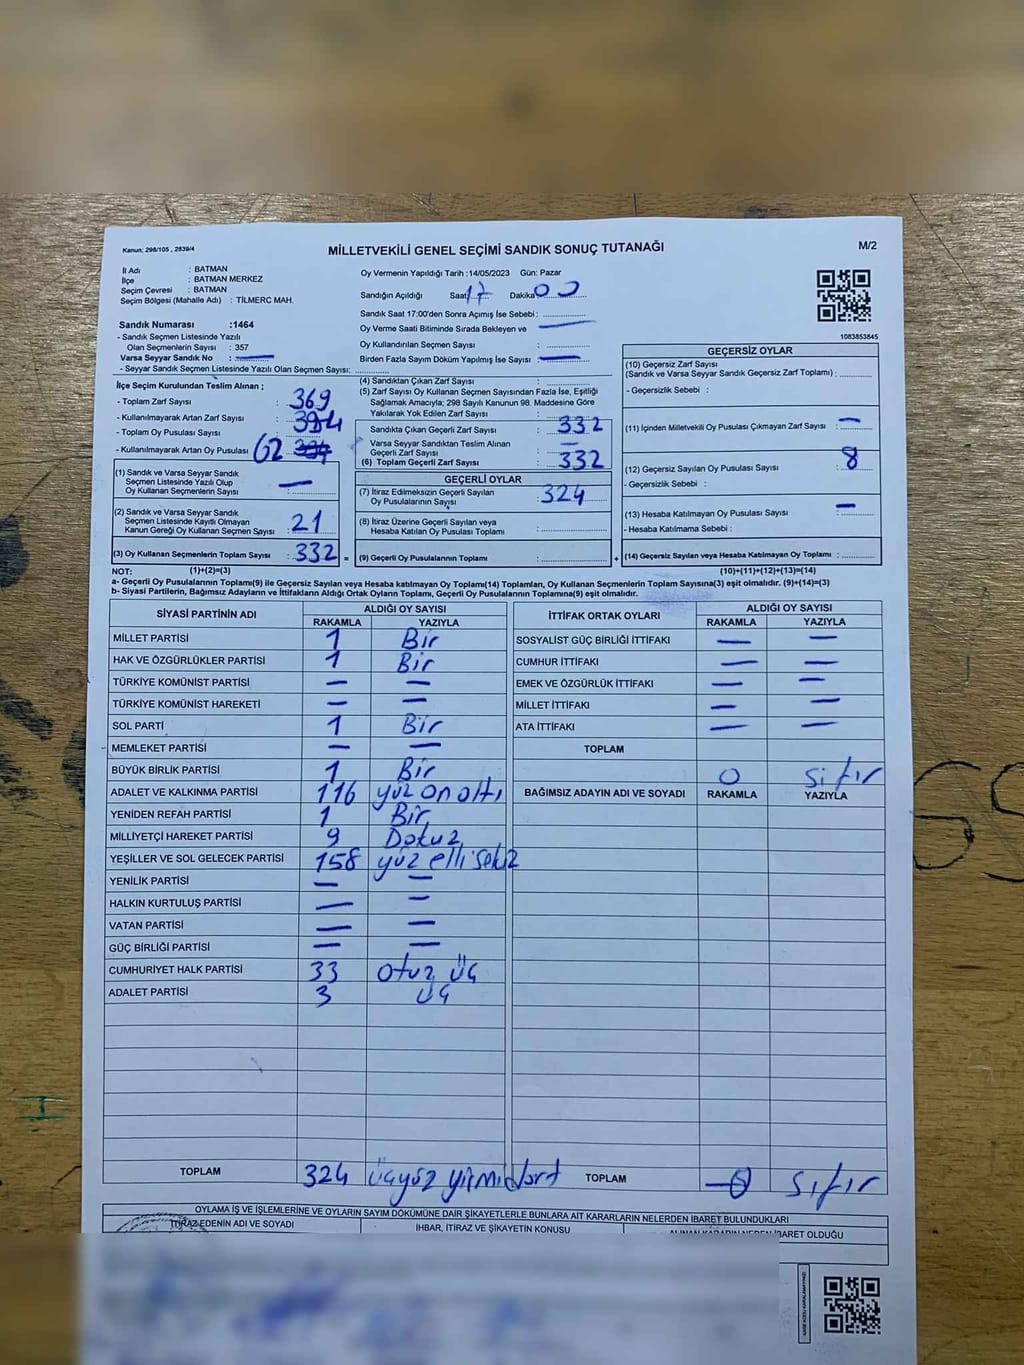 Kanun; 298/105 , 2839/4
MİLLETVEKİLİ GENEL SEÇİMİ SANDIK SONUÇ TUTANAĞI
M/2
İl Adı : BATMAN
İlçe : BATMAN MERKEZ
Seçim Çevresi : BATMAN
Seçim Bölgesi (Mahalle Adı) : TİLMERC MAH.
Oy Vermenin Yapıldığı Tarih :14/05/2023 Gün: Pazar
Sandığın Açıldığı Saat 17 Dakika 00
Sandık Saat 17:00'den Sonra Açımış İse Sebebi :
Oy Verme Saati Bitiminde Sırada Bekleyen ve —
Oy Kullandırılan Seçmen Sayısı :
Birden Fazla Sayım Döküm Yapılmış İse Sayısı : —
1083853845
Sandık Numarası :1464
- Sandık Seçmen Listesinde Yazılı
Olan Seçmenlerin Sayısı : 357
Varsa Seyyar Sandık No : —
- Seyyar Sandık Seçmen Listesinde Yazılı Olan Seçmen Sayısı:
İlçe Seçim Kurulundan Teslim Alınan ;
- Toplam Zarf Sayısı : 369
- Kullanılmayarak Artan Zarf Sayısı :
- Toplam Oy Pusulası Sayısı :
- Kullanılmayarak Artan Oy Pusulası : 62
(1) Sandık ve Varsa Seyyar Sandık
Seçmen Listesinde Yazılı Olup
Oy Kullanan Seçmenlerin Sayısı : —
(2) Sandık ve Varsa Seyyar Sandık
Seçmen Listesinde Kayıtlı Olmayan
Kanun Gereği Oy Kullanan Seçmen Sayısı : 21
(3) Oy Kullanan Seçmenlerin Toplam Sayısı : 332 =
(4) Sandıktan Çıkan Zarf Sayısı :
(5) Zarf Sayısı Oy Kullanan Seçmen Sayısından Fazla İse, Eşitliği
Sağlamak Amacıyla; 298 Sayılı Kanunun 98. Maddesine Göre
Yakılarak Yok Edilen Zarf Sayısı :
Sandıkta Çıkan Geçerli Zarf Sayısı : 332
Varsa Seyyar Sandıktan Teslim Alınan
Geçerli Zarf Sayısı : —
(6) Toplam Geçerli Zarf Sayısı : 332
GEÇERLİ OYLAR
(7) İtiraz Edilmeksizin Geçerli Sayılan
Oy Pusulasının Sayısı : 324
(8) İtiraz Üzerine Geçerli Sayılan veya
Hesaba Katılan Oy Pusulası Toplamı :
(9) Geçerli Oy Pusulalarının Toplamı : +
GEÇERSİZ OYLAR
(10) Geçersiz Zarf Sayısı
(Sandık ve Varsa Seyyar Sandık Geçersiz Zarf Toplamı) :
- Geçersizlik Sebebi :
(11) İçinden Milletvekili Oy Pusulası Çıkmayan Zarf Sayısı : —
(12) Geçersiz Sayılan Oy Pusulası Sayısı : 8
- Geçersizlik Sebebi :
(13) Hesaba Katılmayan Oy Pusulası Sayısı : —
- Hesaba Katılmama Sebebi :
(14) Geçersiz Sayılan veya Hesaba Katılmayan Oy Toplamı :
NOT: (1)+(2)=(3) (10)+(11)+(12)+(13)=(14)
a- Geçerli Oy Pusulalarının Toplamı(9) ile Geçersiz Sayılan veya Hesaba katılmayan Oy Toplamı(14) Toplamları, Oy Kullanan Seçmenlerin Toplam Sayısına(3) eşit olmalıdır. (9)+(14)=(3)
b- Siyasi Partilerin, Bağımsız Adayların ve İttifakların Aldığı Ortak Oyların Toplamı, Geçerli Oy Pusulalarının Toplamına(9) eşit olmalıdır.
SİYASİ PARTİNİN ADI ALDIĞI OY SAYISI
RAKAMLA YAZIYLA
MİLLET PARTİSİ 1 Bir
HAK VE ÖZGÜRLÜKLER PARTİSİ 1 Bir
TÜRKİYE KOMÜNİST PARTİSİ — —
TÜRKİYE KOMÜNİST HAREKETİ — —
SOL PARTİ 1 Bir
MEMLEKET PARTİSİ — —
BÜYÜK BİRLİK PARTİSİ 1 Bir
ADALET VE KALKINMA PARTİSİ 116 yüz on altı
YENİDEN REFAH PARTİSİ 1 Bir
MİLLİYETÇİ HAREKET PARTİSİ 9 Dokuz
YEŞİLLER VE SOL GELECEK PARTİSİ 158 yüz elli sekiz
YENİLİK PARTİSİ — —
HALKIN KURTULUŞ PARTİSİ — —
VATAN PARTİSİ — —
GÜÇ BİRLİĞİ PARTİSİ — —
CUMHURİYET HALK PARTİSİ 33 otuz üç
ADALET PARTİSİ 3 üç
TOPLAM 324 üçyüz yirmi dört
İTTİFAK ORTAK OYLARI ALDIĞI OY SAYISI
RAKAMLA YAZIYLA
SOSYALİST GÜÇ BİRLİĞİ İTTİFAKI — —
CUMHUR İTTİFAKI — —
EMEK VE ÖZGÜRLÜK İTTİFAKI — —
MİLLET İTTİFAKI — —
ATA İTTİFAKI — —
TOPLAM
0 sıfır
BAĞIMSIZ ADAYIN ADI VE SOYADI RAKAMLA YAZIYLA
TOPLAM 0 sıfır
OYLAMA İŞ VE İŞLEMLERİNE VE OYLARIN SAYIM DÖKÜMÜNE DAİR ŞİKAYETLERLE BUNLARA AİT KARARLARIN NELERDEN İBARET BULUNDUKLARI
İTİRAZ EDENİN ADI VE SOYADI
İHBAR, İTİRAZ VE ŞİKAYETİN KONUSU
ALINAN KARARIN NEDEN İBARET OLDUĞU